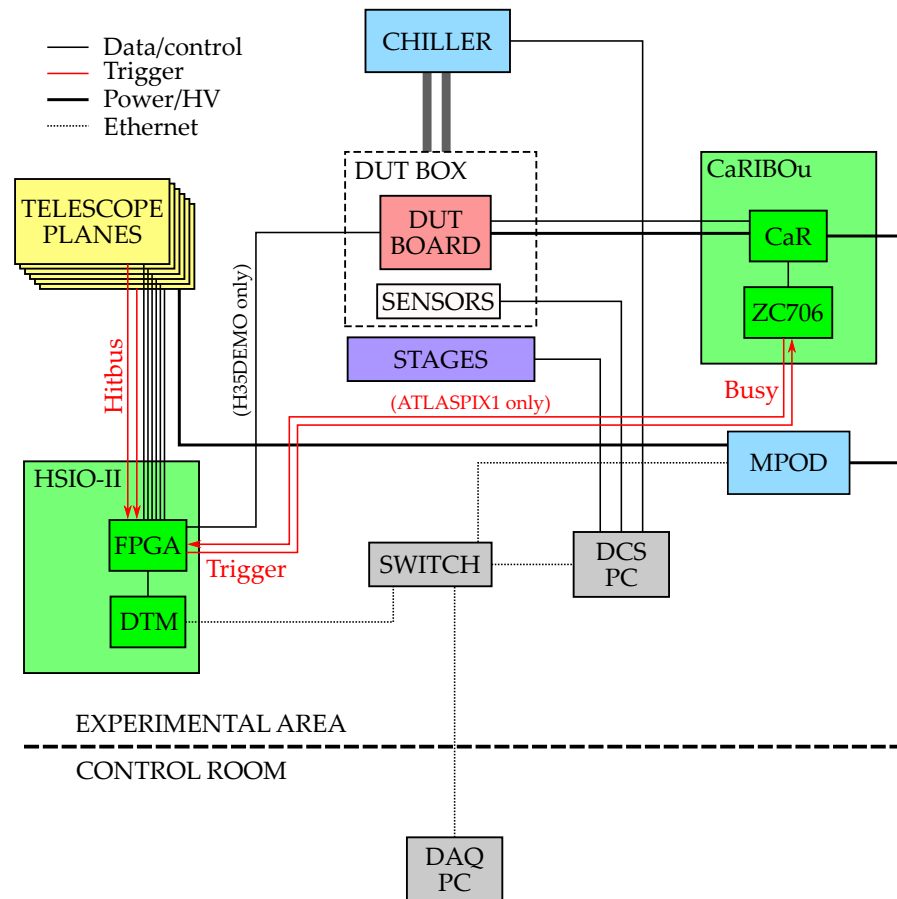 CHILLER
Data/control
Trigger
Power/HV
Ethernet
DUT BOX
CaRIBOu
TELESCOPE
PLANES
DUT
BOARD
CaR
SENSORS
ZC706
(H35DEMO only)
Hitbus
STAGES
Busy
(ATLASPIX1 only)
HSIO-II
MPOD
FPGA
Trigger
SWITCH
DCS
PC
DTM
EXPERIMENTAL AREA
CONTROL ROOM
DAQ
PC